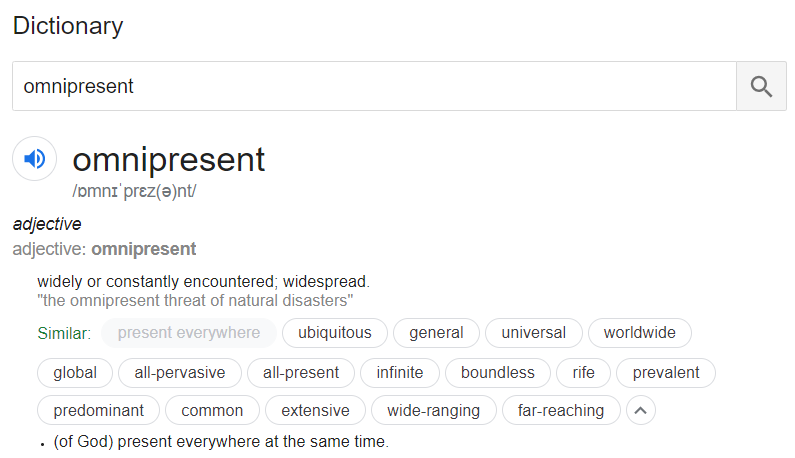 Dictionary
omnipresent
omnipresent
/ɒmnɪˈprɛz(ə)nt/
adjective
adjective: omnipresent
widely or constantly encountered; widespread.
"the omnipresent threat of natural disasters"
Similar: present everywhere ubiquitous general universal worldwide
global all-pervasive all-present infinite boundless rife prevalent
predominant common extensive wide-ranging far-reaching
• (of God) present everywhere at the same time.